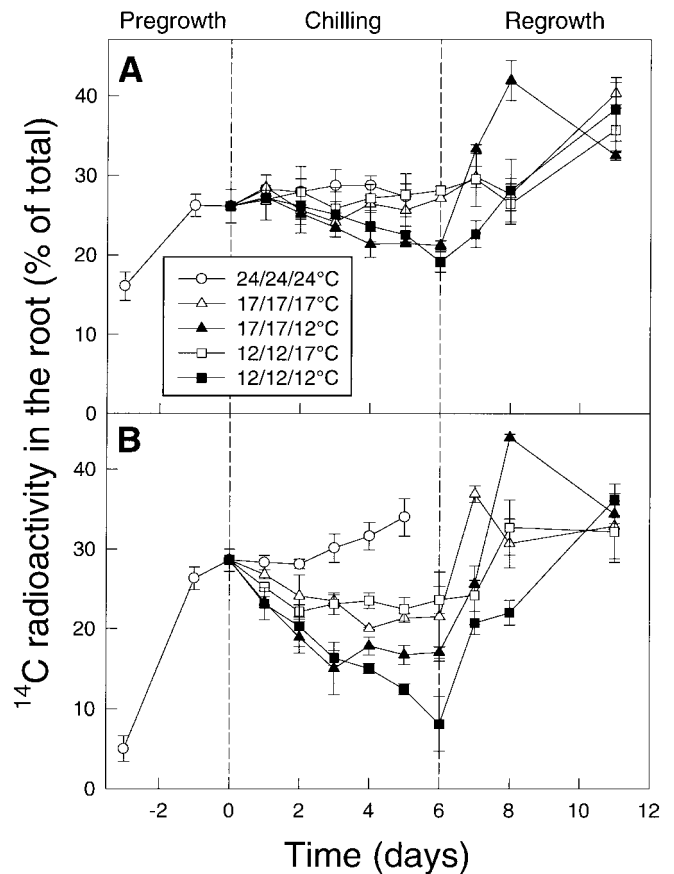 Pregrowth Chilling Regrowth
A
40
30
20
10
0
24/24/24°C
17/17/17°C
17/17/12°C
12/12/17°C
12/12/12°C
B
40
30
20
10
0
-2 0 2 4 6 8 10 12
Time (days)
14C radioactivity in the root (% of total)